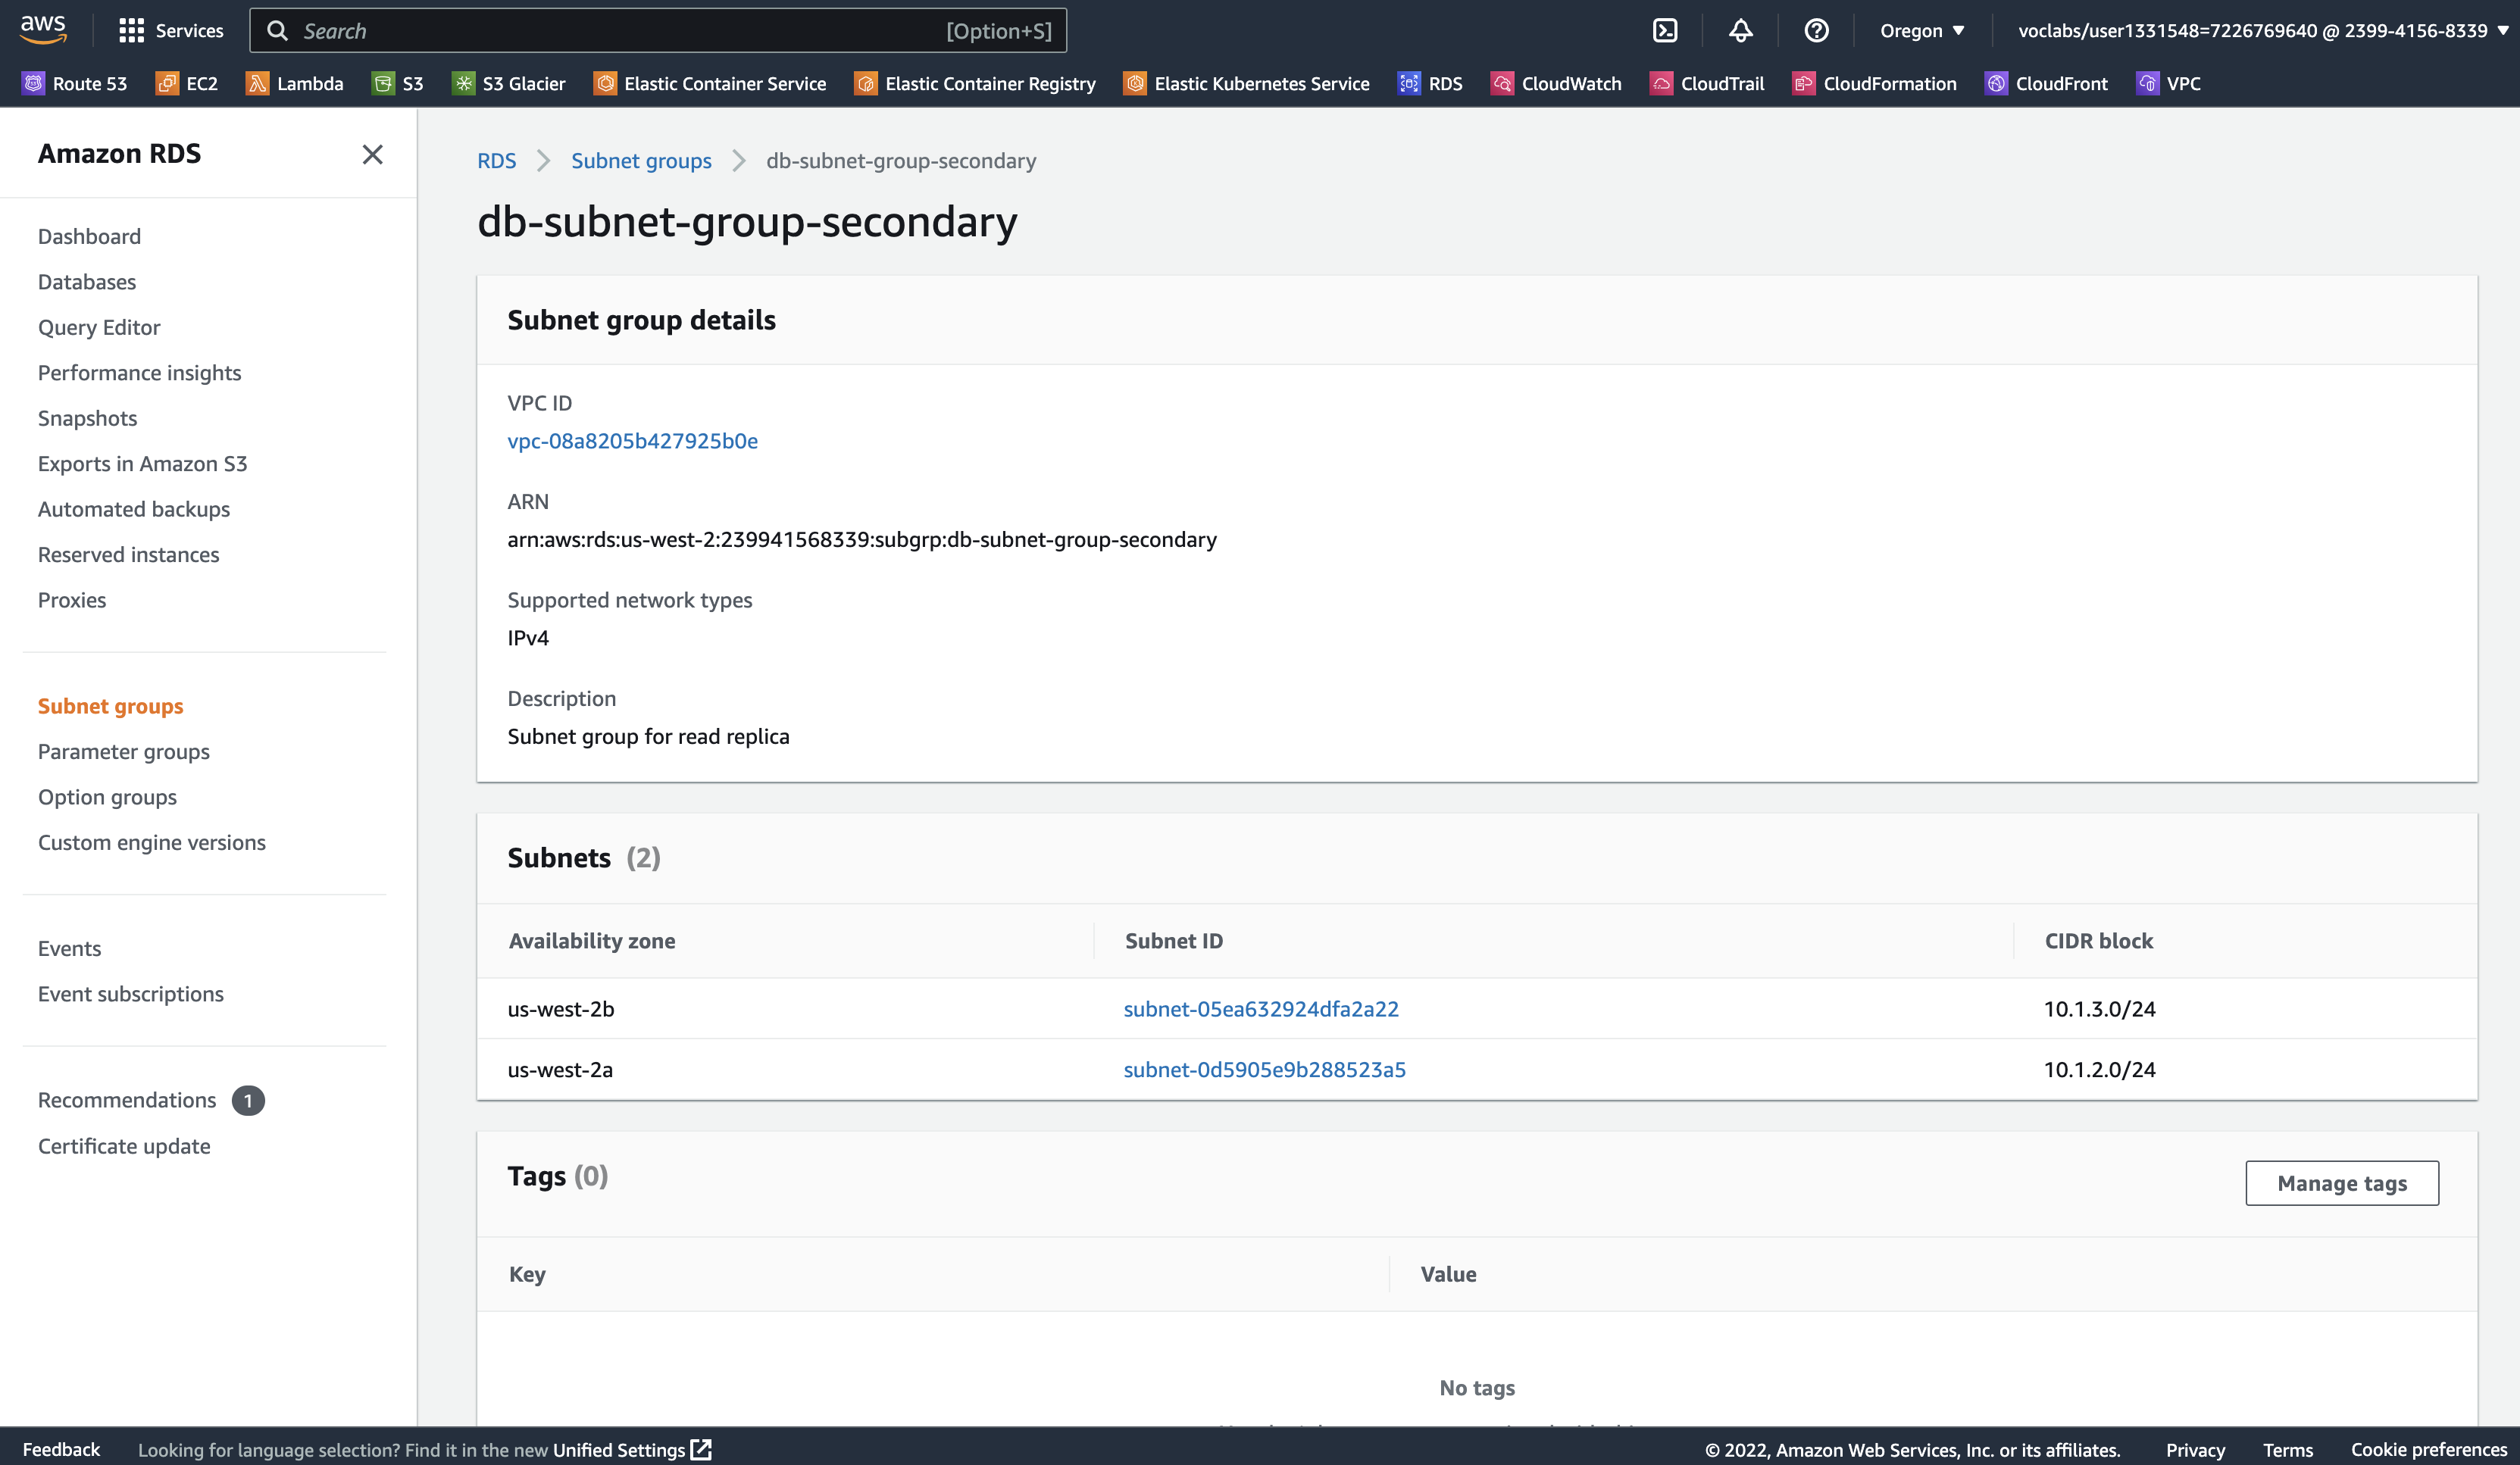 aws
Services
Search [Option+S]
Oregon
voclabs/user1331548=7226769640 @ 2399-4156-8339
Route 53 EC2 Lambda S3 S3 Glacier Elastic Container Service Elastic Container Registry Elastic Kubernetes Service RDS CloudWatch CloudTrail CloudFormation CloudFront VPC
Amazon RDS
Dashboard
Databases
Query Editor
Performance insights
Snapshots
Exports in Amazon S3
Automated backups
Reserved instances
Proxies
Subnet groups
Parameter groups
Option groups
Custom engine versions
Events
Event subscriptions
Recommendations 1
Certificate update
RDS Subnet groups db-subnet-group-secondary
db-subnet-group-secondary
Subnet group details
VPC ID
vpc-08a8205b427925b0e
ARN
arn:aws:rds:us-west-2:239941568339:subgrp:db-subnet-group-secondary
Supported network types
IPv4
Description
Subnet group for read replica
Subnets (2)
Availability zone Subnet ID CIDR block
us-west-2b subnet-05ea632924dfa2a22 10.1.3.0/24
us-west-2a subnet-0d5905e9b288523a5 10.1.2.0/24
Tags (0)
Manage tags
Key Value
No tags
Feedback Looking for language selection? Find it in the new Unified Settings
© 2022, Amazon Web Services, Inc. or its affiliates. Privacy Terms Cookie preferences